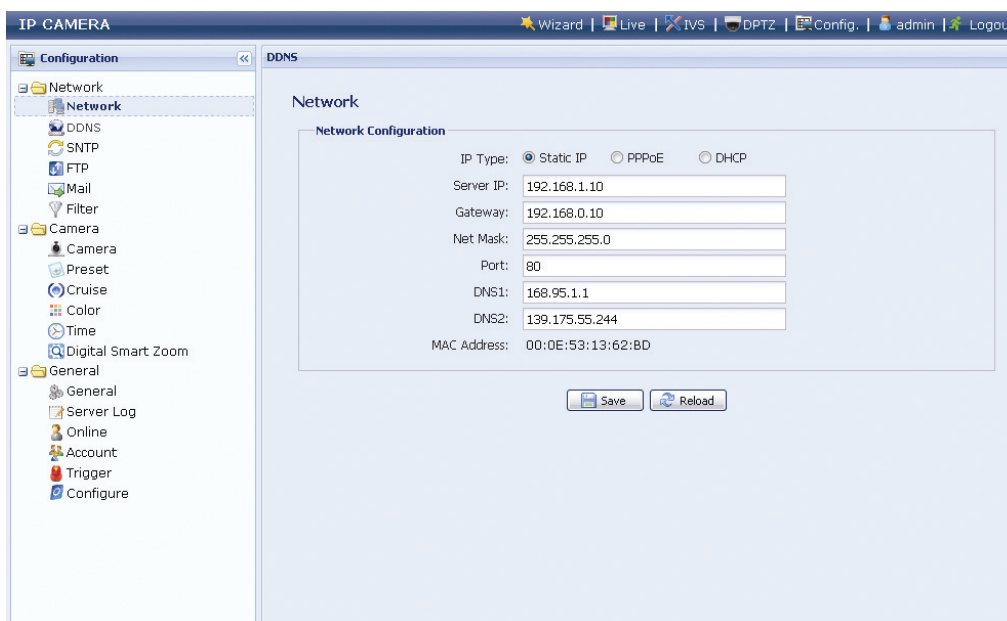 IP CAMERA
Wizard | Live | IVS | DPTZ | Config. | admin | Logou
Configuration
DDNS
Network
Network
DDNS
SNTP
FTP
Mail
Filter
Camera
Camera
Preset
Cruise
Color
Time
Digital Smart Zoom
General
General
Server Log
Online
Account
Trigger
Configure
Network
Network Configuration
IP Type: Static IP PPPoE DHCP
Server IP: 192.168.1.10
Gateway: 192.168.0.10
Net Mask: 255.255.255.0
Port: 80
DNS1: 168.95.1.1
DNS2: 139.175.55.244
MAC Address: 00:0E:53:13:62:BD
Save Reload